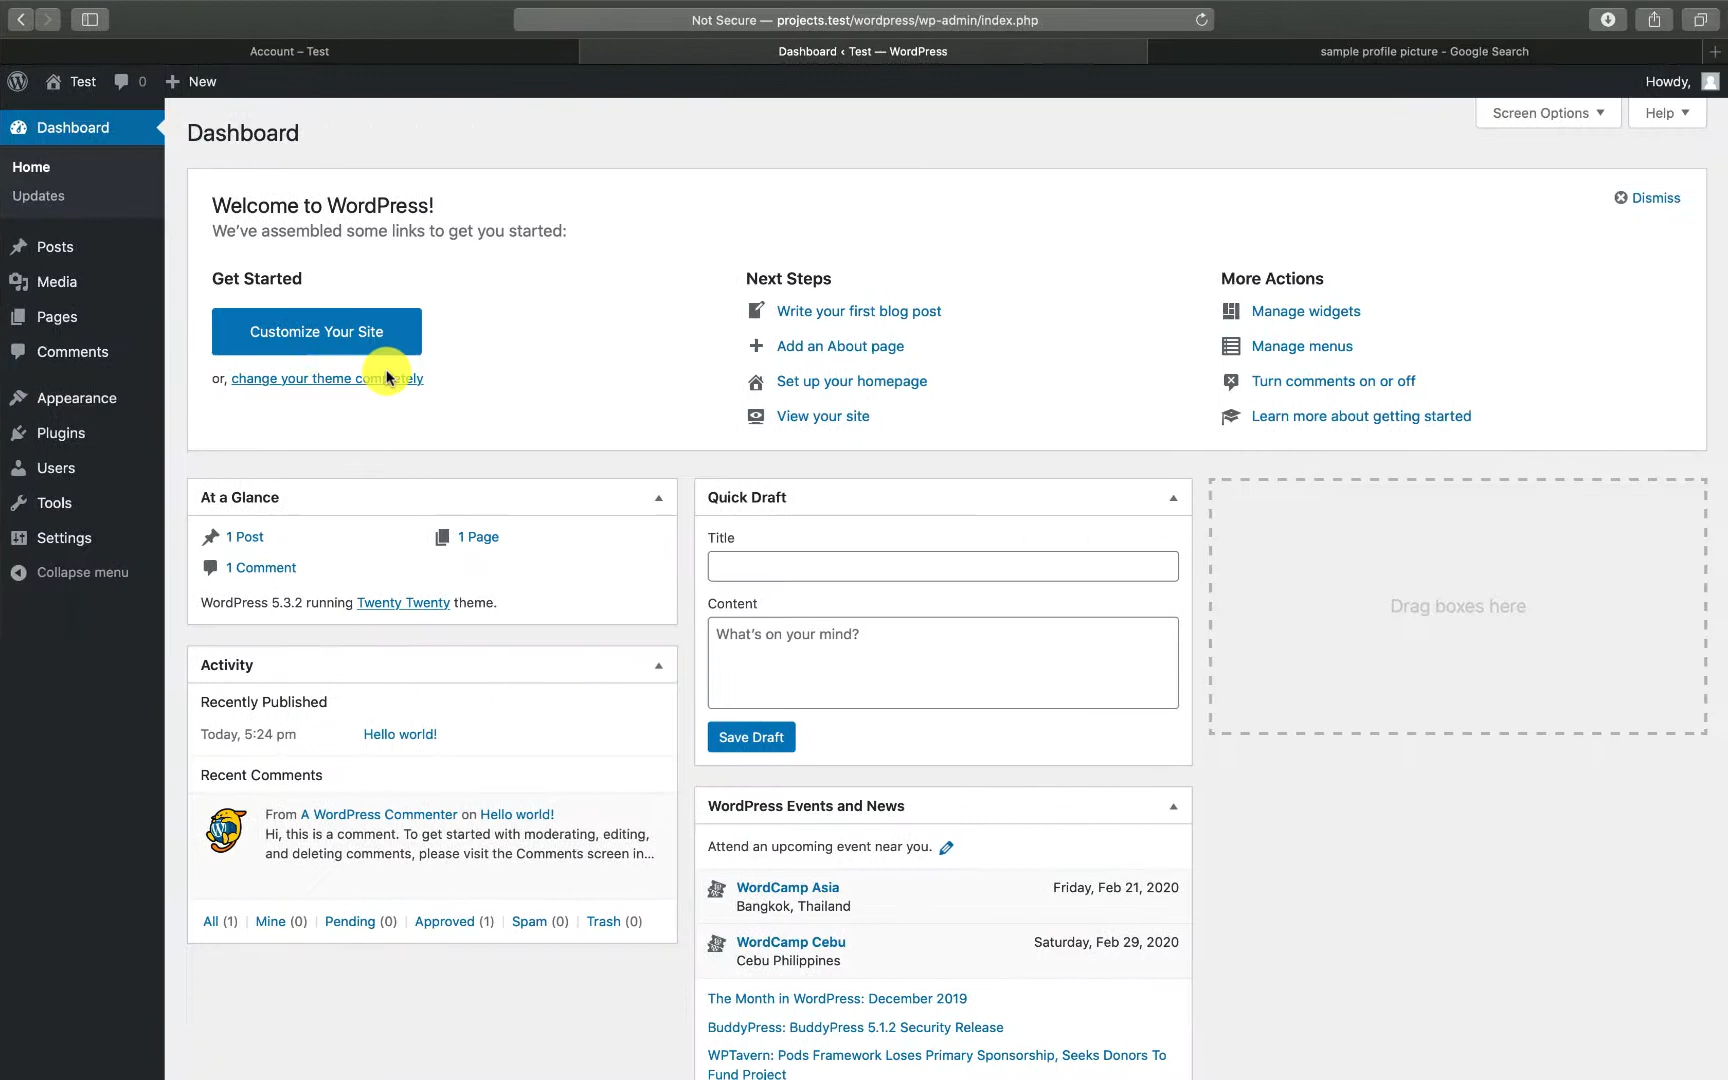 Not Secure — projects.test/wordpress/wp-admin/index.php
Account – Test
Dashboard ‹ Test — WordPress
sample profile picture - Google Search
Test
0
New
Howdy,
Dashboard
Home
Updates
Posts
Media
Pages
Comments
Appearance
Plugins
Users
Tools
Settings
Collapse menu
Dashboard
Screen Options
Help
Welcome to WordPress!
We've assembled some links to get you started:
Dismiss
Get Started
Customize Your Site
or, change your theme completely
Next Steps
Write your first blog post
Add an About page
Set up your homepage
View your site
More Actions
Manage widgets
Manage menus
Turn comments on or off
Learn more about getting started
At a Glance
1 Post
1 Page
1 Comment
WordPress 5.3.2 running Twenty Twenty theme.
Activity
Recently Published
Today, 5:24 pm
Hello world!
Recent Comments
From A WordPress Commenter on Hello world!
Hi, this is a comment. To get started with moderating, editing,
and deleting comments, please visit the Comments screen in…
All (1) | Mine (0) | Pending (0) | Approved (1) | Spam (0) | Trash (0)
Quick Draft
Title
Content
What's on your mind?
Save Draft
WordPress Events and News
Attend an upcoming event near you.
WordCamp Asia
Friday, Feb 21, 2020
Bangkok, Thailand
WordCamp Cebu
Saturday, Feb 29, 2020
Cebu Philippines
The Month in WordPress: December 2019
BuddyPress: BuddyPress 5.1.2 Security Release
WPTavern: Pods Framework Loses Primary Sponsorship, Seeks Donors To
Fund Project
Drag boxes here